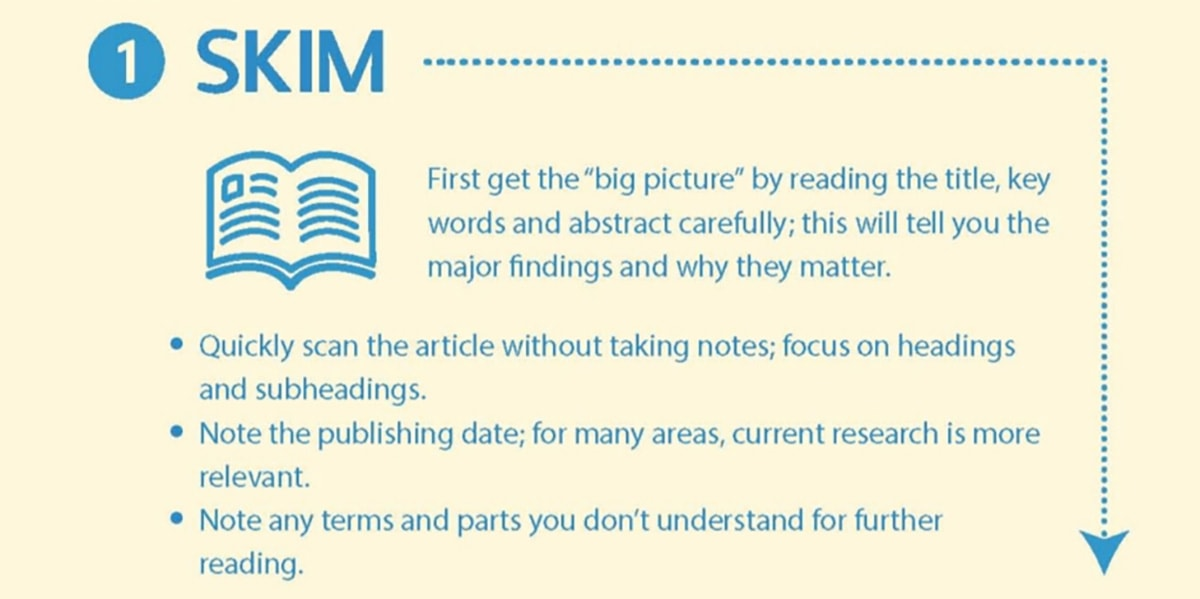 1 SKIM
First get the “big picture” by reading the title, key
words and abstract carefully; this will tell you the
major findings and why they matter.
• Quickly scan the article without taking notes; focus on headings
and subheadings.
• Note the publishing date; for many areas, current research is more
relevant.
• Note any terms and parts you don’t understand for further
reading.